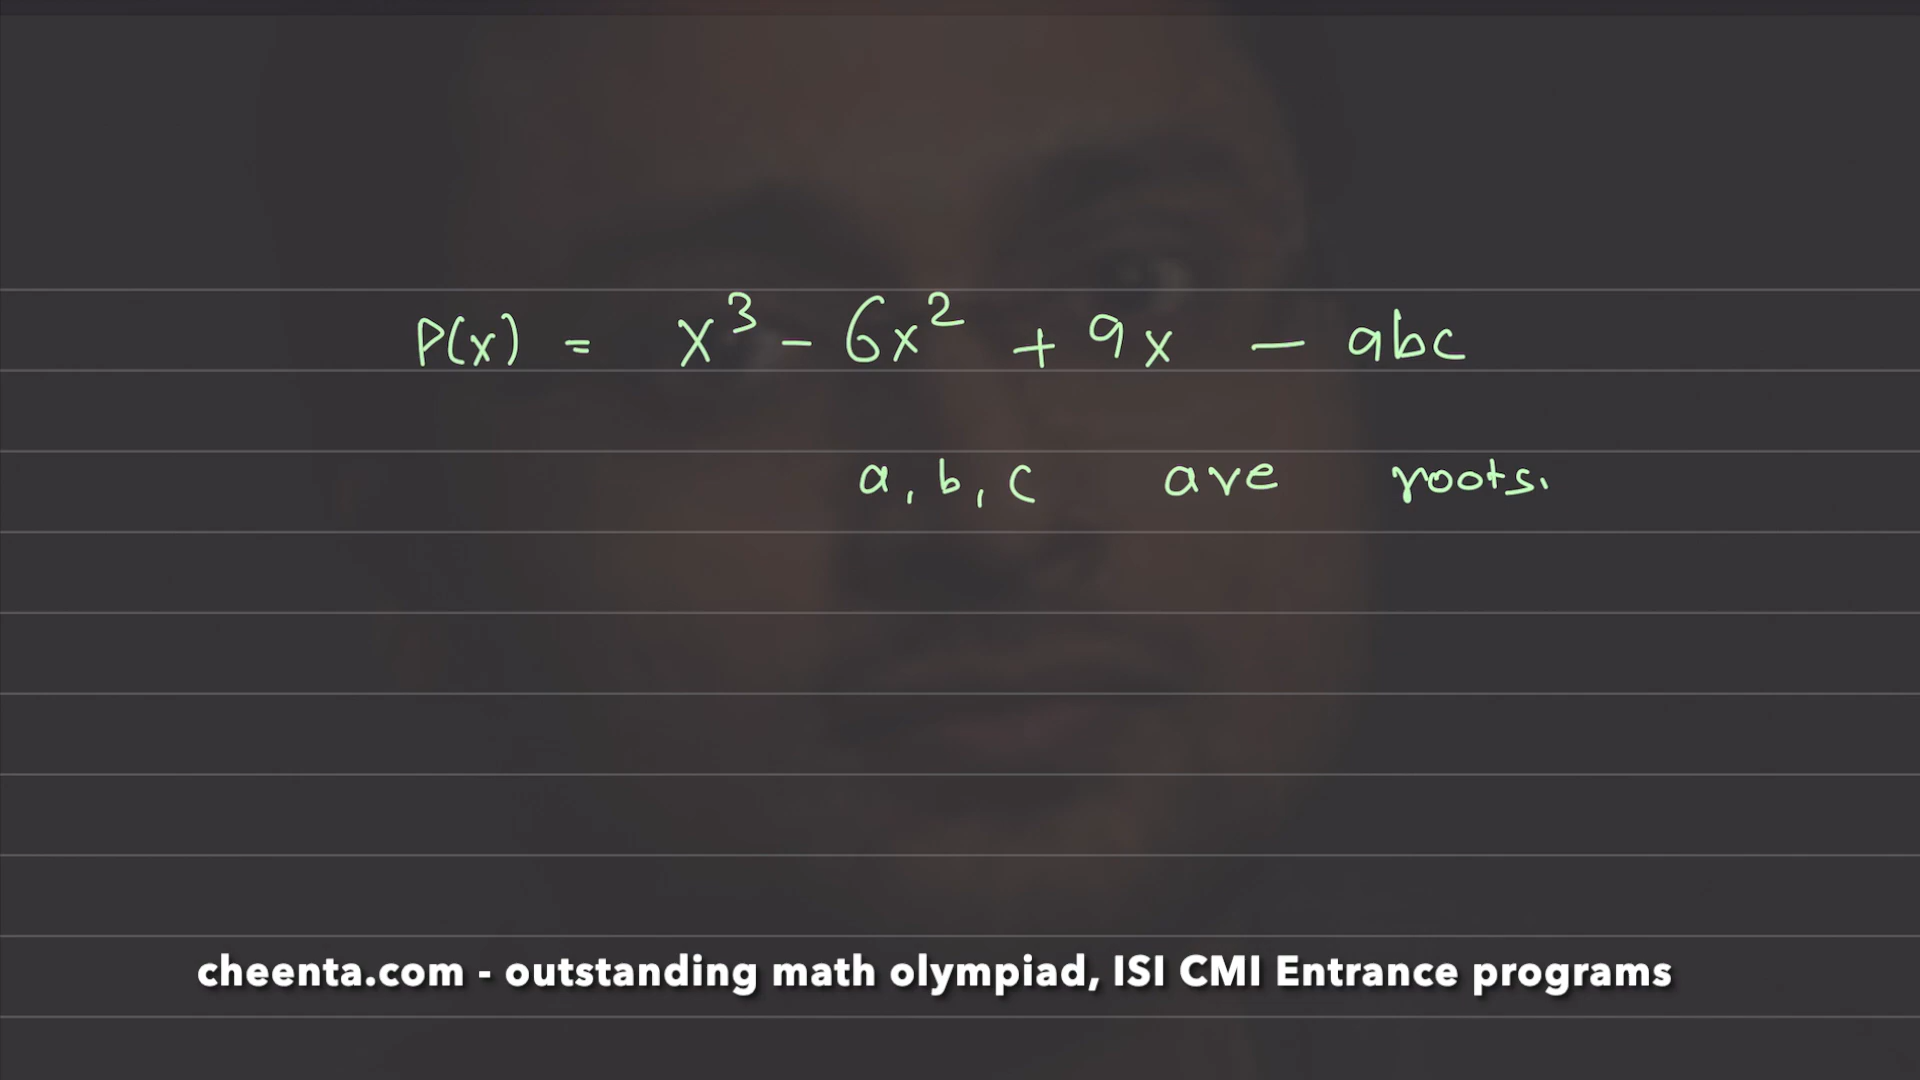 P(x) = x³ - 6x² + 9x - abc
a, b, c are roots.
cheenta.com - outstanding math olympiad, ISI CMI Entrance programs